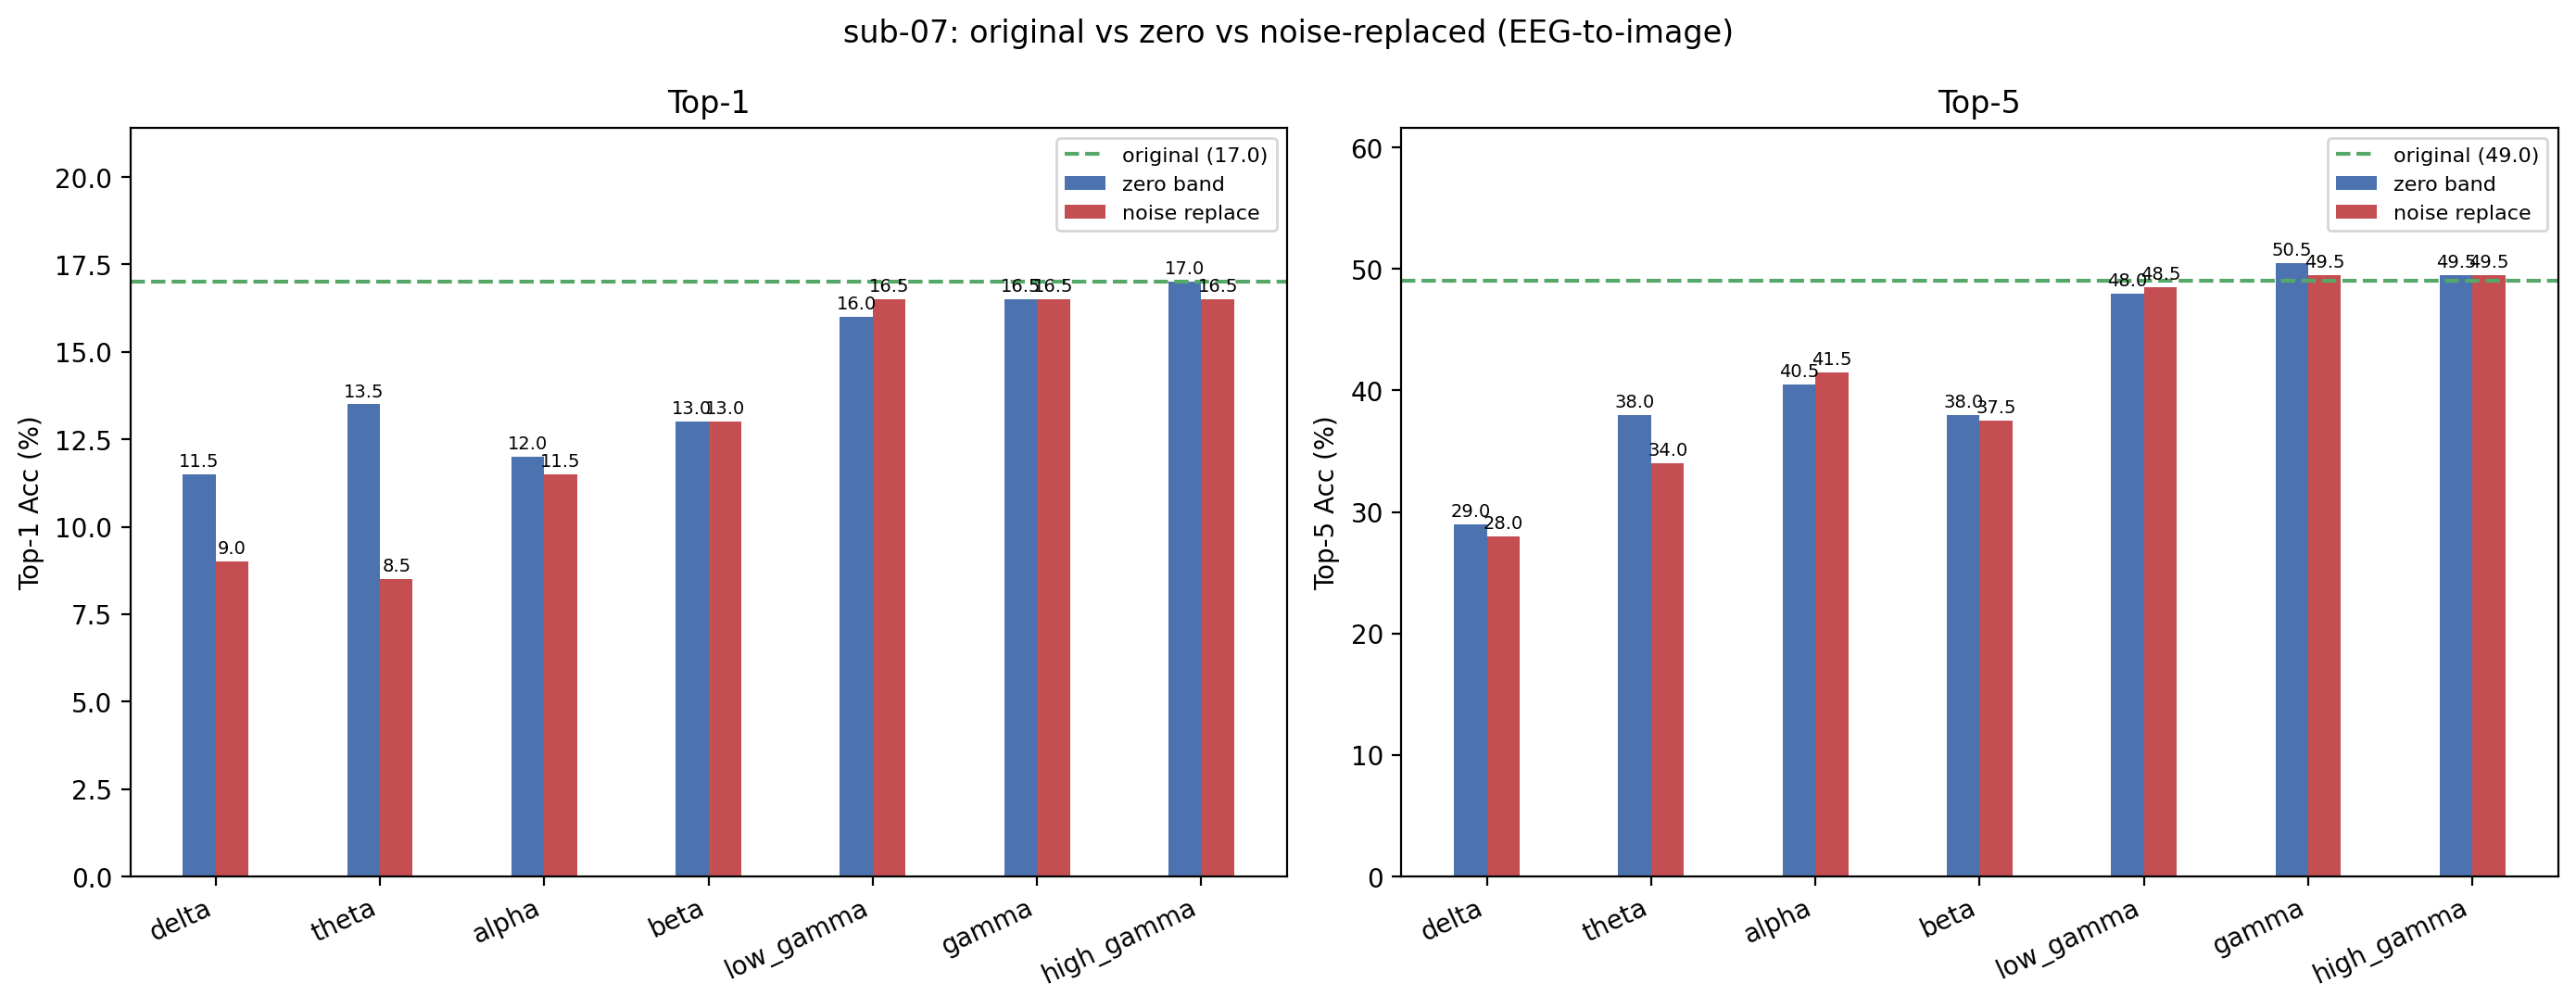 sub-07: original vs zero vs noise-replaced (EEG-to-image)
Top-1
Top-1 Acc (%)
20.0
17.5
15.0
12.5
10.0
7.5
5.0
2.5
0.0
original (17.0)
zero band
noise replace
11.5
9.0
13.5
8.5
12.0
11.5
13.0
13.0
16.0
16.5
16.5
16.5
17.0
16.5
delta
theta
alpha
beta
low_gamma
gamma
high_gamma
Top-5
Top-5 Acc (%)
60
50
40
30
20
10
0
original (49.0)
zero band
noise replace
29.0
28.0
38.0
34.0
40.5
41.5
38.0
37.5
48.0
48.5
50.5
49.5
49.5
49.5
delta
theta
alpha
beta
low_gamma
gamma
high_gamma